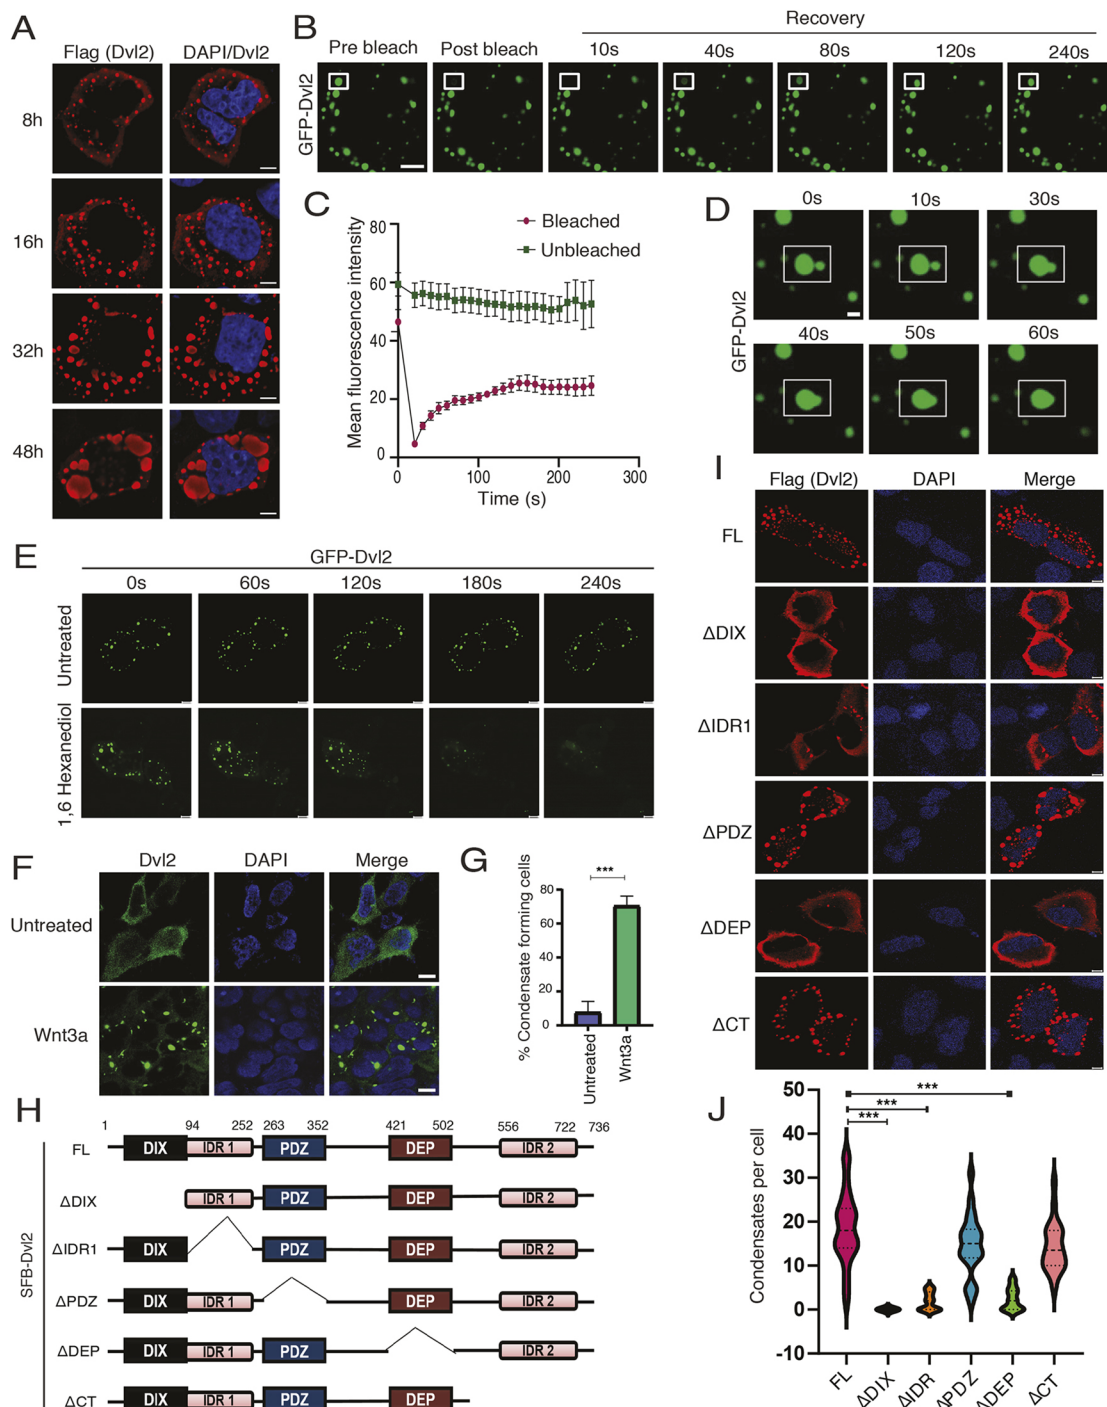 A
Flag (Dvl2) DAPI/Dvl2
8h
16h
32h
48h
B
Recovery
Pre bleach Post bleach 10s 40s 80s 120s 240s
GFP-Dvl2
C
Bleached
Unbleached
Mean fluorescence intensity
80
60
40
20
0
0 100 200 300
Time (s)
D
0s 10s 30s
GFP-Dvl2
40s 50s 60s
E
GFP-Dvl2
0s 60s 120s 180s 240s
Untreated
1,6 Hexanediol
F
Dvl2 DAPI Merge
Untreated
Wnt3a
G
***
% Condensate forming cells
80
60
40
20
0
Untreated Wnt3a
H
1 94 252 263 352 421 502 556 722 736
SFB-Dvl2
FL DIX IDR 1 PDZ DEP IDR 2
ΔDIX IDR 1 PDZ DEP IDR 2
ΔIDR1 DIX PDZ DEP IDR 2
ΔPDZ DIX IDR 1 DEP IDR 2
ΔDEP DIX IDR 1 PDZ IDR 2
ΔCT DIX IDR 1 PDZ DEP
I
Flag (Dvl2) DAPI Merge
FL
ΔDIX
ΔIDR1
ΔPDZ
ΔDEP
ΔCT
J
***
***
***
Condensates per cell
50
40
30
20
10
0
-10
FL ΔDIX ΔIDR ΔPDZ ΔDEP ΔCT